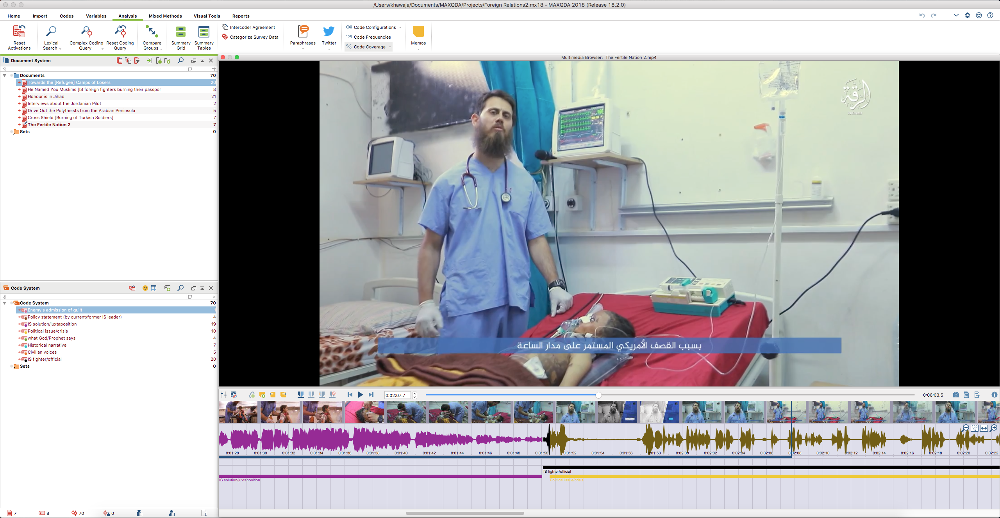 /Users/khawaja/Documents/MAXQDA/Projects/Foreign Relations2.mx18 - MAXQDA 2018 (Release 18.2.0)
Home Import Codes Variables Analysis Mixed Methods Visual Tools Reports
Reset Activations
Lexical Search
Complex Coding Query
Reset Coding Query
Compare Groups
Summary Grid
Summary Tables
Intercoder Agreement
Categorize Survey Data
Paraphrases
Twitter
Code Configurations
123 Code Frequencies
% Code Coverage
Memos
Document System
Documents 70
Towards the [Refugee] Camps of Losers 20
He Named You Muslims [IS foreign fighters burning their passpor 8
Honour is in Jihad 21
Interviews about the Jordanian Pilot 2
Drive Out the Polytheists from the Arabian Peninsula 5
Cross Shield [Burning of Turkish Soldiers] 7
The Fertile Nation 2 7
Sets 0
Code System
Code System 70
Enemy's admission of guilt 1
Policy statement (by current/former IS leader) 4
IS solution/juxtaposition 19
Political issue/crisis 10
what God/Prophet says 4
Historical narrative 7
Civilian voices 5
IS fighter/official 20
Sets 0
7 8 70 0
Multimedia Browser: The Fertile Nation 2.mp4
166
الرقة
RAQQAH
بسبب القصف الأمريكي المستمر على مدار الساعة
0:02:07.7
0:06:03.5
100 %
0:01:28 0:01:30 0:01:32 0:01:34 0:01:36 0:01:38 0:01:40 0:01:42 0:01:44 0:01:46 0:01:48 0:01:50 0:01:52 0:01:54 0:01:56 0:01:58 0:02:00 0:02:02 0:02:04 0:02:06 0:02:08 0:02:10 0:02:12 0:02:14 0:02:16 0:02:18 0:02:20 0:02:22
IS fighter/official
IS solution/juxtaposition
Political issue/crisis